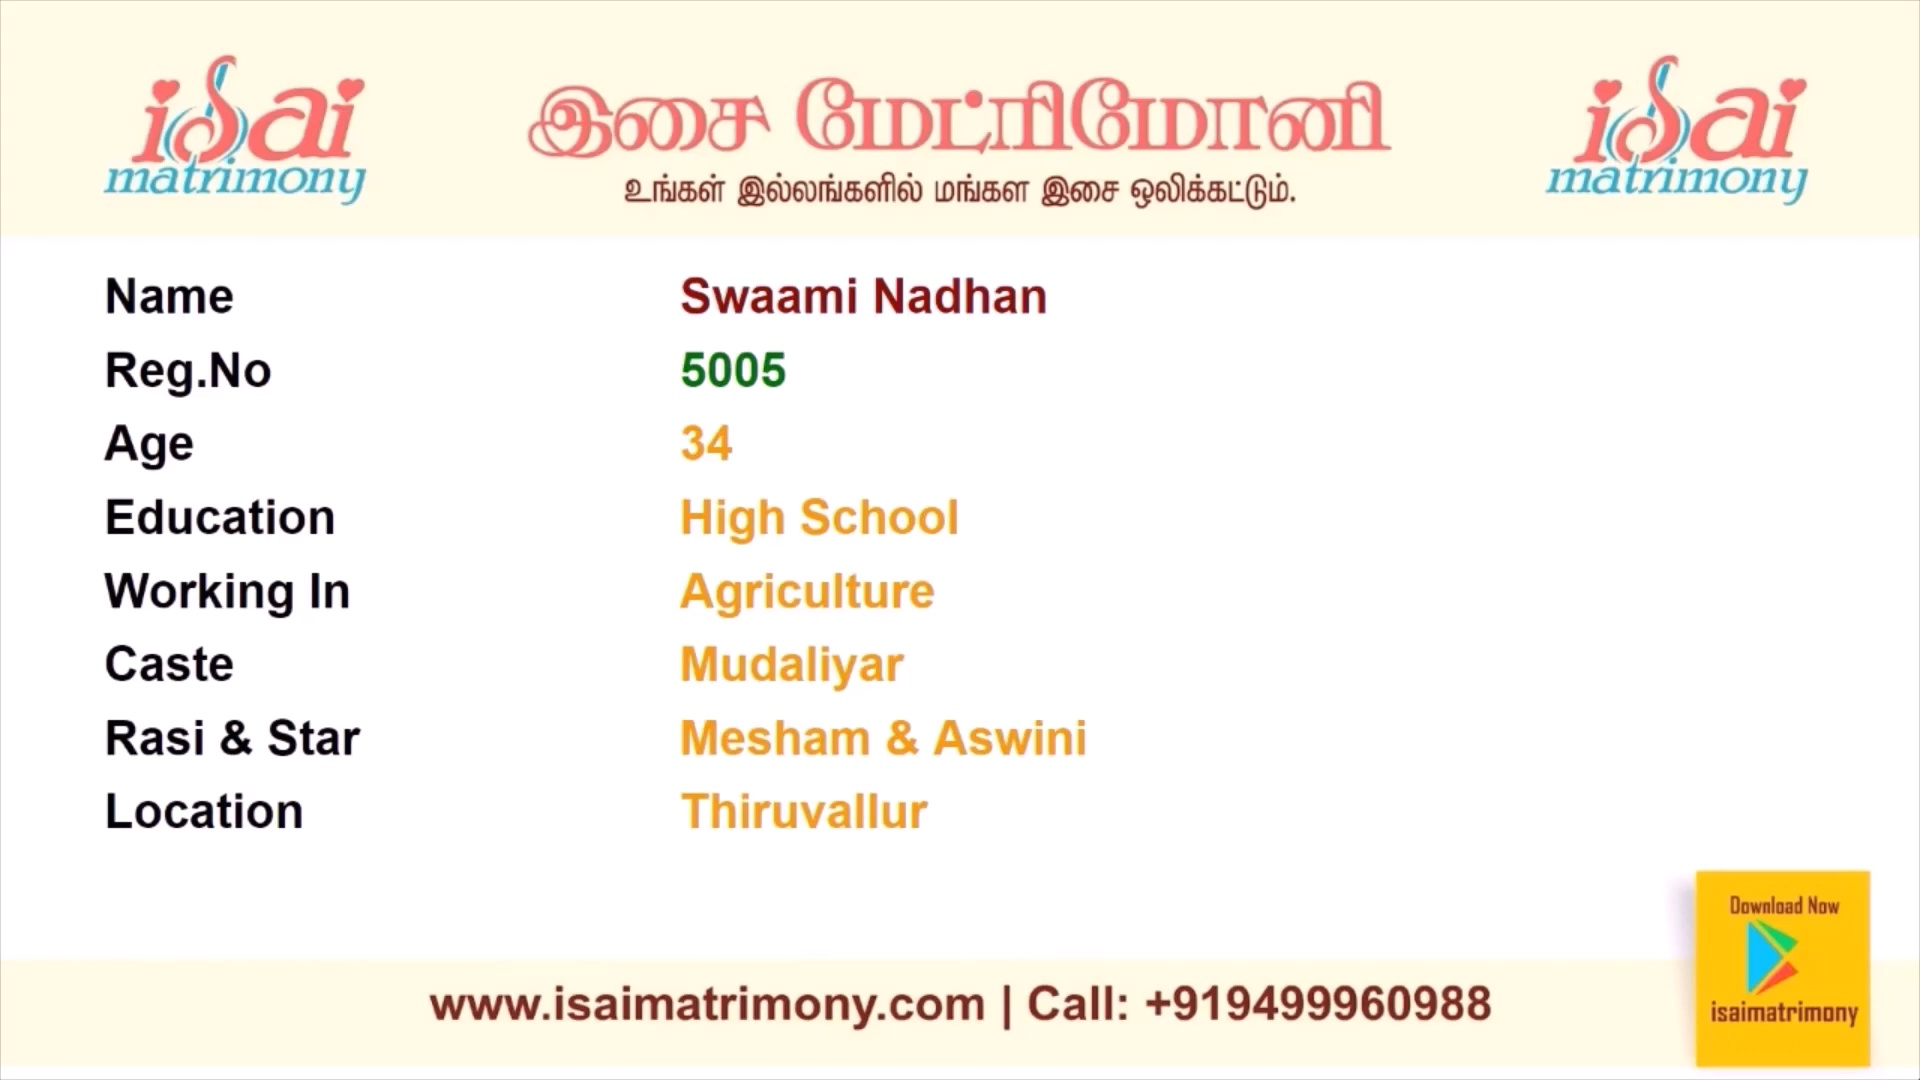 isai
matrimony
இசை மேட்ரிமோனி
உங்கள் இல்லங்களில் மங்கள இசை ஒலிக்கட்டும்.
isai
matrimony
Name Swaami Nadhan
Reg.No 5005
Age 34
Education High School
Working In Agriculture
Caste Mudaliyar
Rasi & Star Mesham & Aswini
Location Thiruvallur
Download Now
isaimatrimony
www.isaimatrimony.com | Call: +919499960988